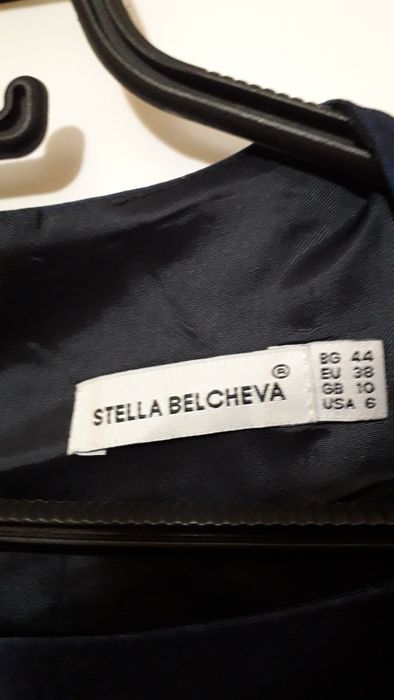 STELLA BELCHEVA ®
BG 44
EU 38
GB 10
USA 6